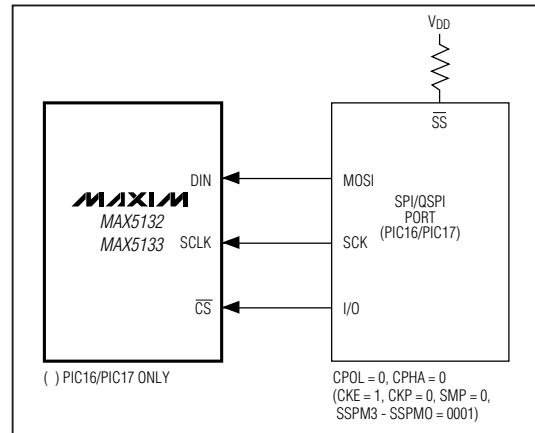 VDD
SS
DIN
MOSI
MAXIM
MAX5132
MAX5133
SPI/QSPI
PORT
(PIC16/PIC17)
SCLK
SCK
CS
I/O
( ) PIC16/PIC17 ONLY
CPOL = 0, CPHA = 0
(CKE = 1, CKP = 0, SMP = 0,
SSPM3 - SSPMO = 0001)